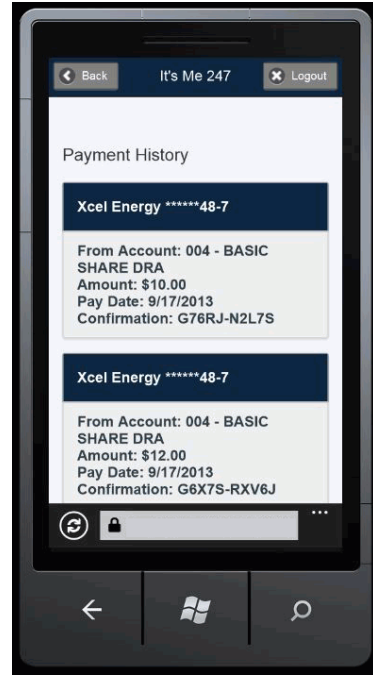 Back It's Me 247 Logout
Payment History
Xcel Energy ******48-7
From Account: 004 - BASIC
SHARE DRA
Amount: $10.00
Pay Date: 9/17/2013
Confirmation: G76RJ-N2L7S
Xcel Energy ******48-7
From Account: 004 - BASIC
SHARE DRA
Amount: $12.00
Pay Date: 9/17/2013
Confirmation: G6X7S-RXV6J